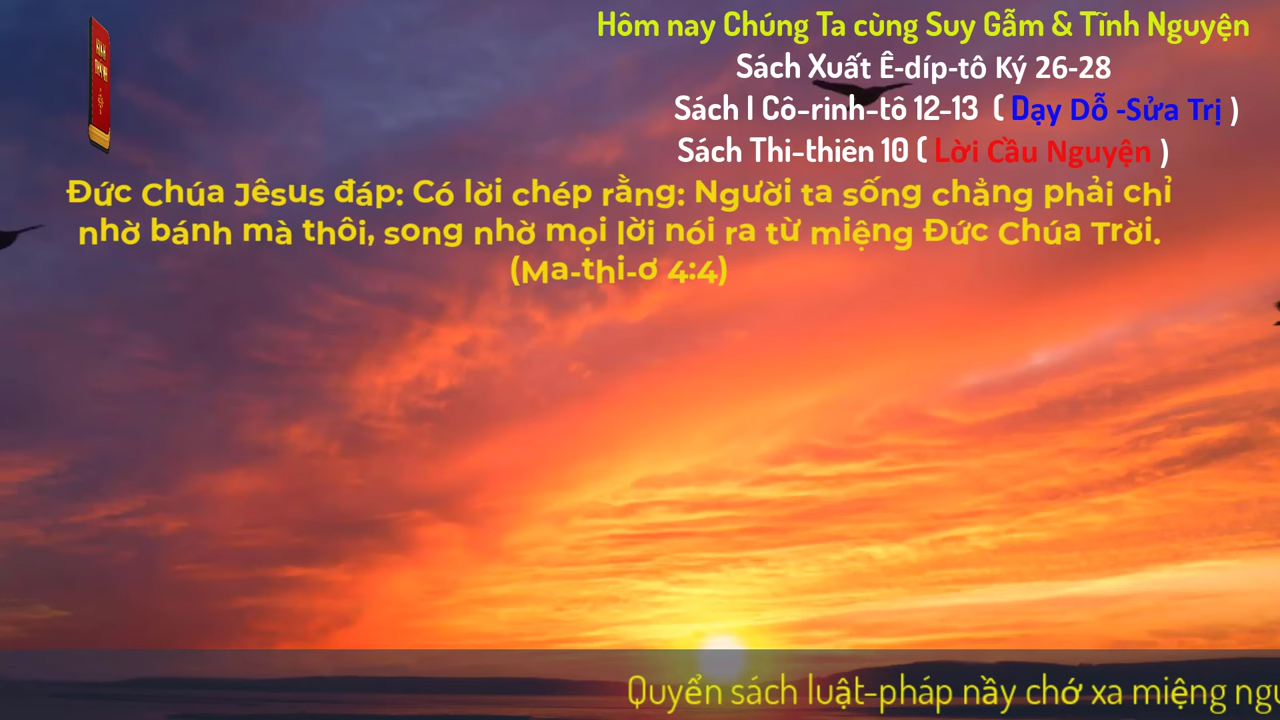 Hôm nay Chúng Ta cùng Suy Gẫm & Tĩnh Nguyện
Sách Xuất Ê-díp-tô Ký 26-28
Sách I Cô-rinh-tô 12-13 ( Dạy Dỗ -Sửa Trị )
Sách Thi-thiên 10 ( Lời Cầu Nguyện )
Đức Chúa Jêsus đáp: Có lời chép rằng: Người ta sống chẳng phải chỉ
nhờ bánh mà thôi, song nhờ mọi lời nói ra từ miệng Đức Chúa Trời.
(Ma-thi-ơ 4:4)
Quyển sách luật-pháp nầy chớ xa miệng